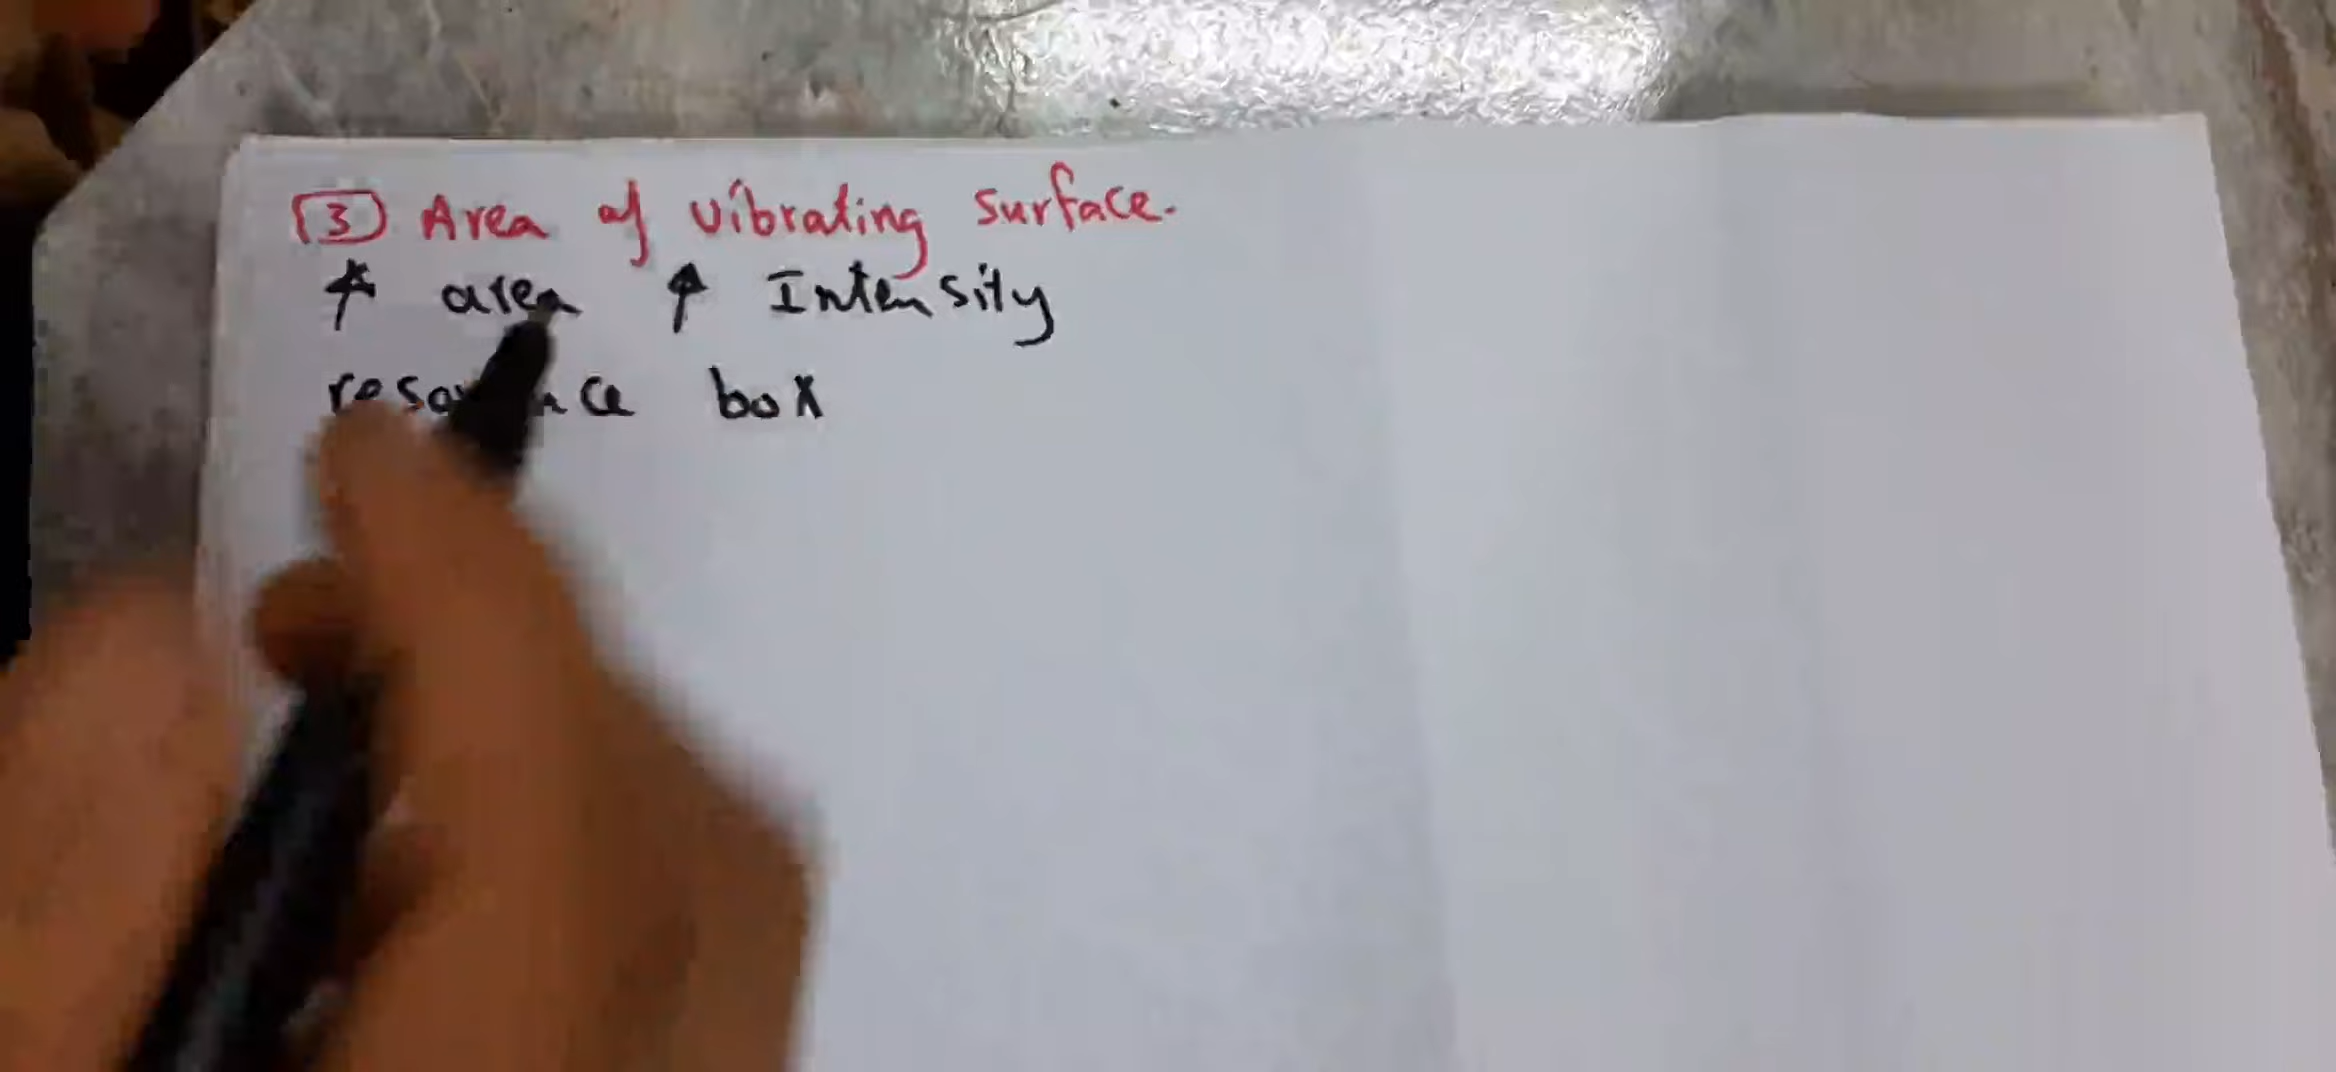 [3] Area of vibrating surface.
↑ area ↑ Intensity
box